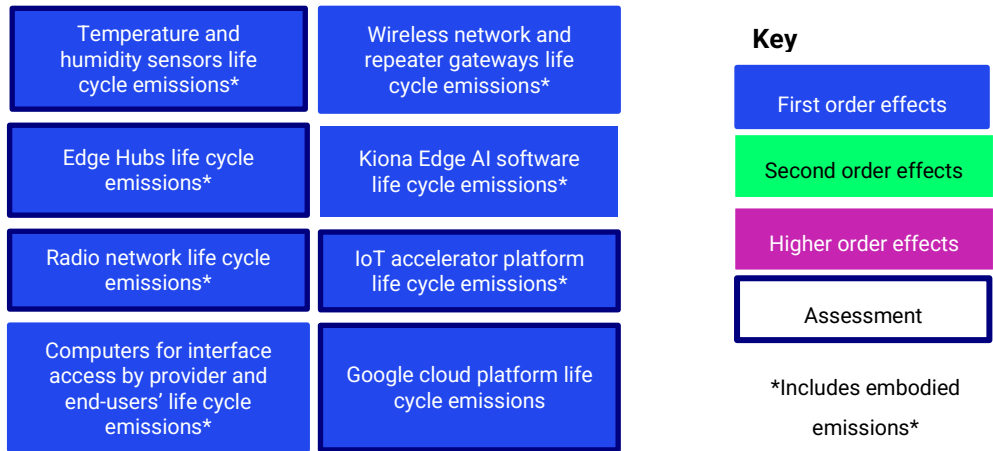 Temperature and
humidity sensors life
cycle emissions*
Wireless network and
repeater gateways life
cycle emissions*
Edge Hubs life cycle
emissions*
Kiona Edge AI software
life cycle emissions*
Radio network life cycle
emissions*
IoT accelerator platform
life cycle emissions*
Computers for interface
access by provider and
end-users’ life cycle
emissions*
Google cloud platform life
cycle emissions
Key
First order effects
Second order effects
Higher order effects
Assessment
*Includes embodied
emissions*